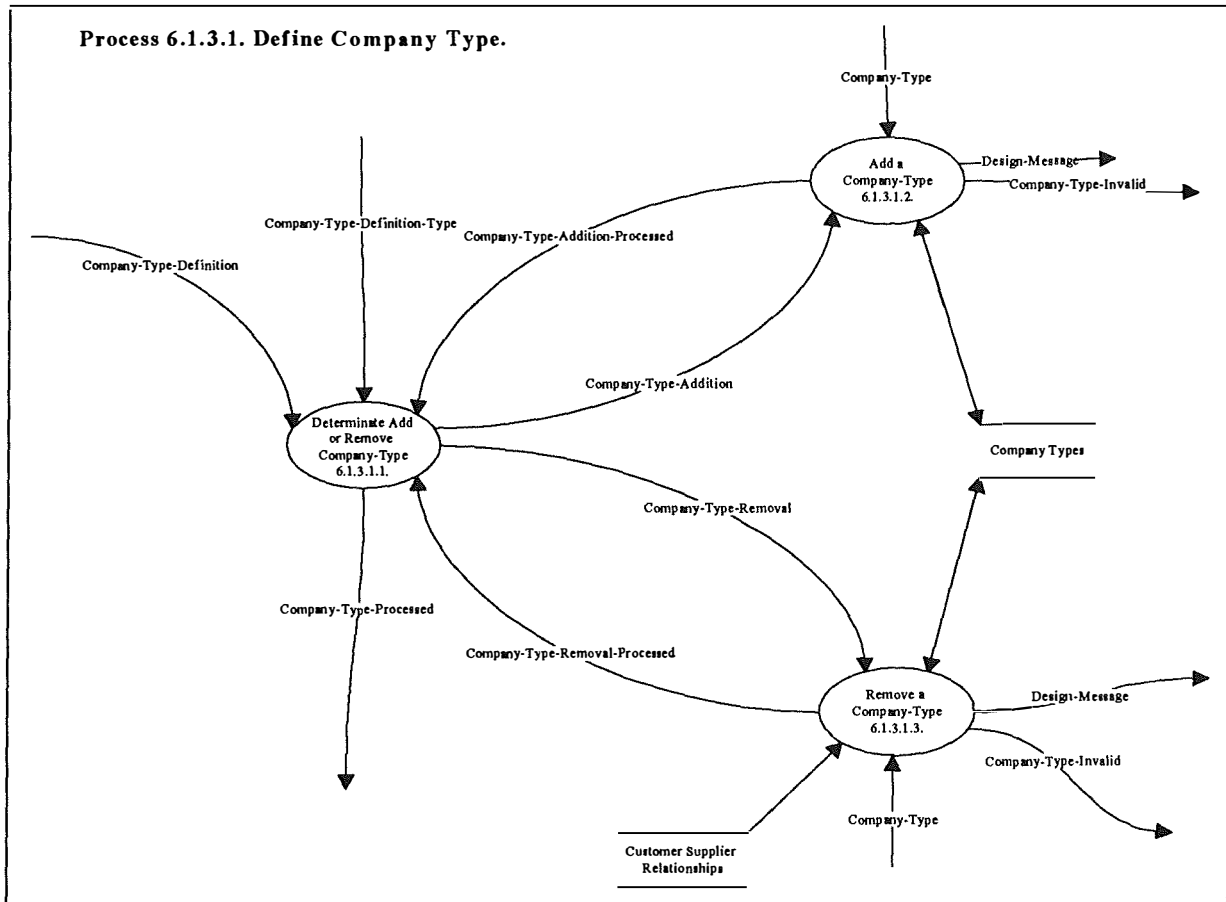 Process 6.1.3.1. Define Company Type.
Company-Type
Add a
Company-Type
6.1.3.1.2.
Design-Message
Company-Type-Invalid
Company-Type-Definition-Type
Company-Type-Addition-Processed
Company-Type-Definition
Company-Type-Addition
Determinate Add
or Remove
Company-Type
6.1.3.1.1.
Company Types
Company-Type-Removal
Company-Type-Processed
Company-Type-Removal-Processed
Remove a
Company-Type
6.1.3.1.3.
Design-Message
Company-Type-Invalid
Company-Type
Customer Supplier
Relationships